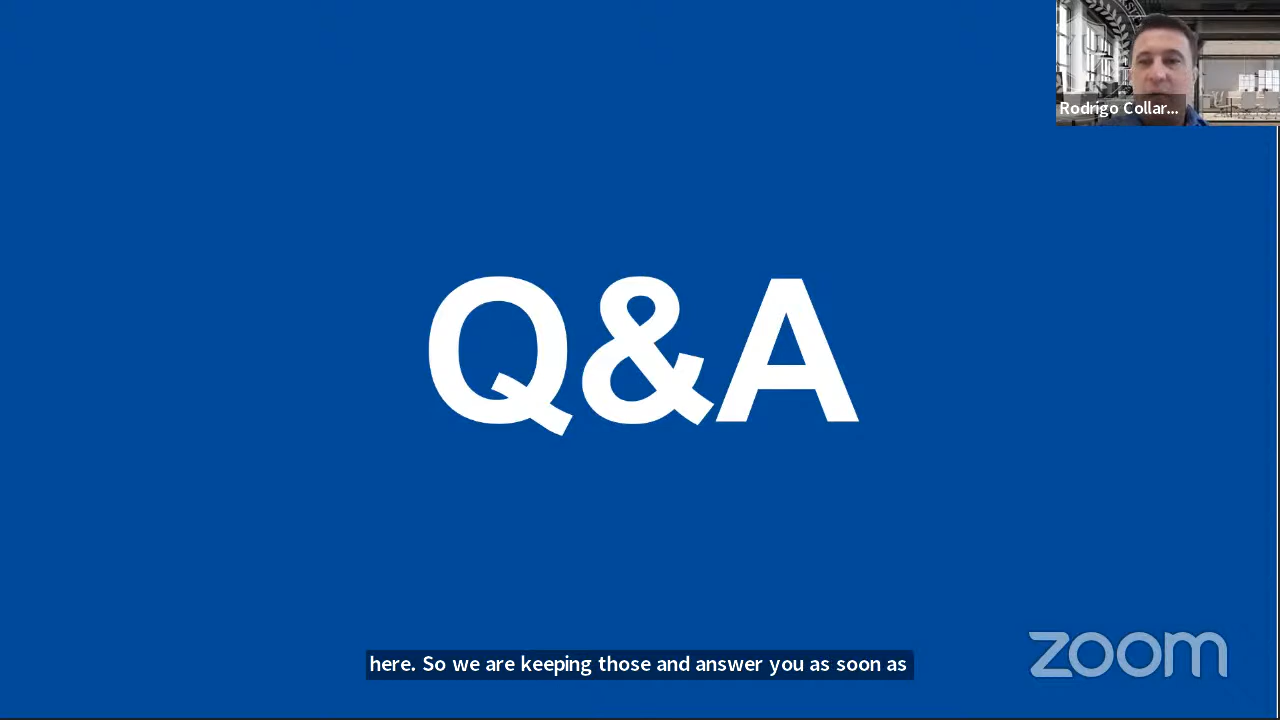 Rodrigo Collar...
Q&A
here. So we are keeping those and answer you as soon as
zoom